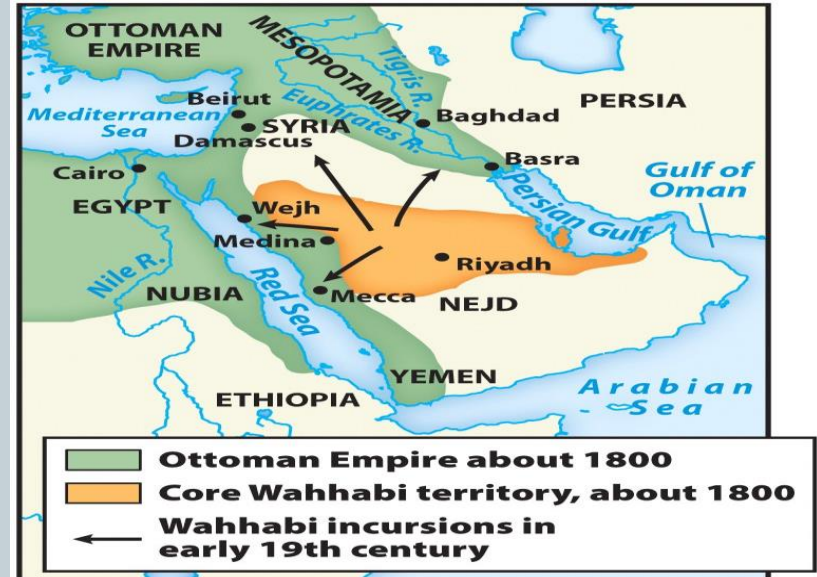 OTTOMAN
EMPIRE
MESOPOTAMIA
Tigris R.
Euphrates R.
PERSIA
Mediterranean
Sea
Beirut
SYRIA
Damascus
Baghdad
Basra
Cairo
EGYPT
Wejh
Medina
Persian Gulf
Gulf of
Oman
Riyadh
Nile R.
NUBIA
Red Sea
Mecca
NEJD
YEMEN
ETHIOPIA
Arabian
Sea
Ottoman Empire about 1800
Core Wahhabi territory, about 1800
Wahhabi incursions in
early 19th century